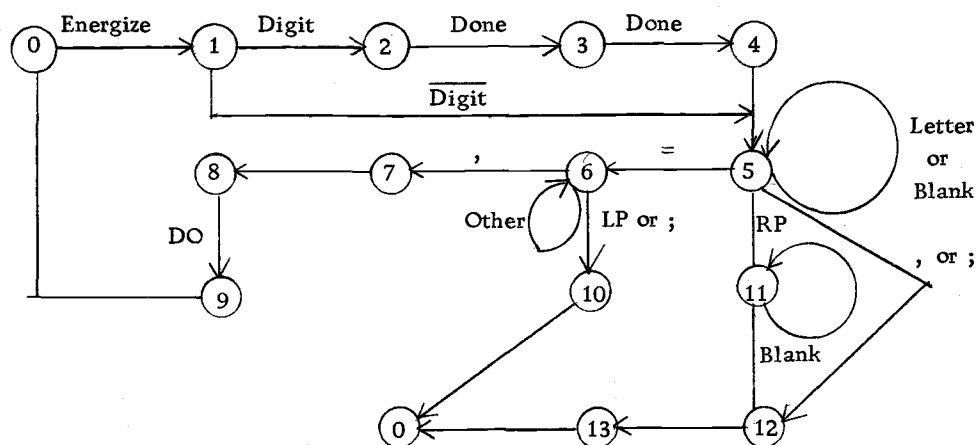 Energize Digit Done Done
0 1 2 3 4
Digit
Letter
or
Blank
, =
8 7 6 5
Other LP or ; RP
DO , or ;
9 10 11
Blank
0 13 12